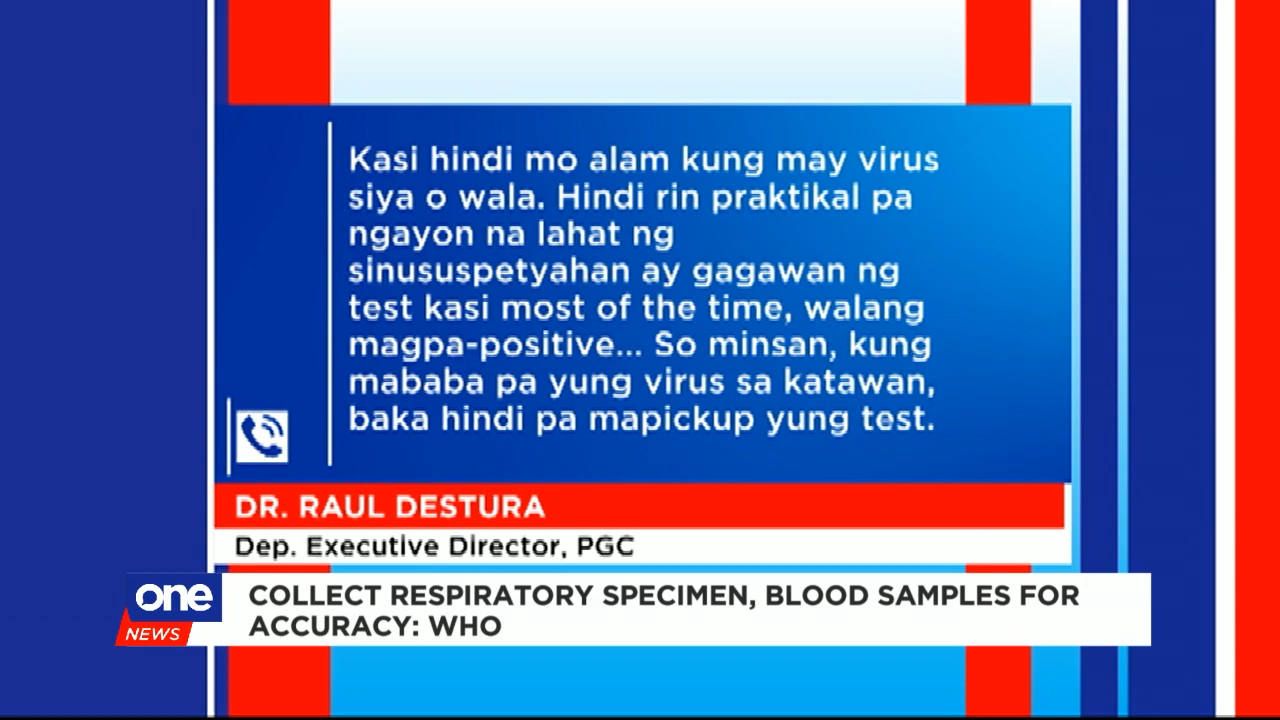 Kasi hindi mo alam kung may virus
siya o wala. Hindi rin praktikal pa
ngayon na lahat ng
sinususpetyahan ay gagawan ng
test kasi most of the time, walang
magpa-positive... So minsan, kung
mababa pa yung virus sa katawan,
baka hindi pa mapickup yung test.
DR. RAUL DESTURA
Dep. Executive Director, PGC
one
NEWS
COLLECT RESPIRATORY SPECIMEN, BLOOD SAMPLES FOR
ACCURACY: WHO